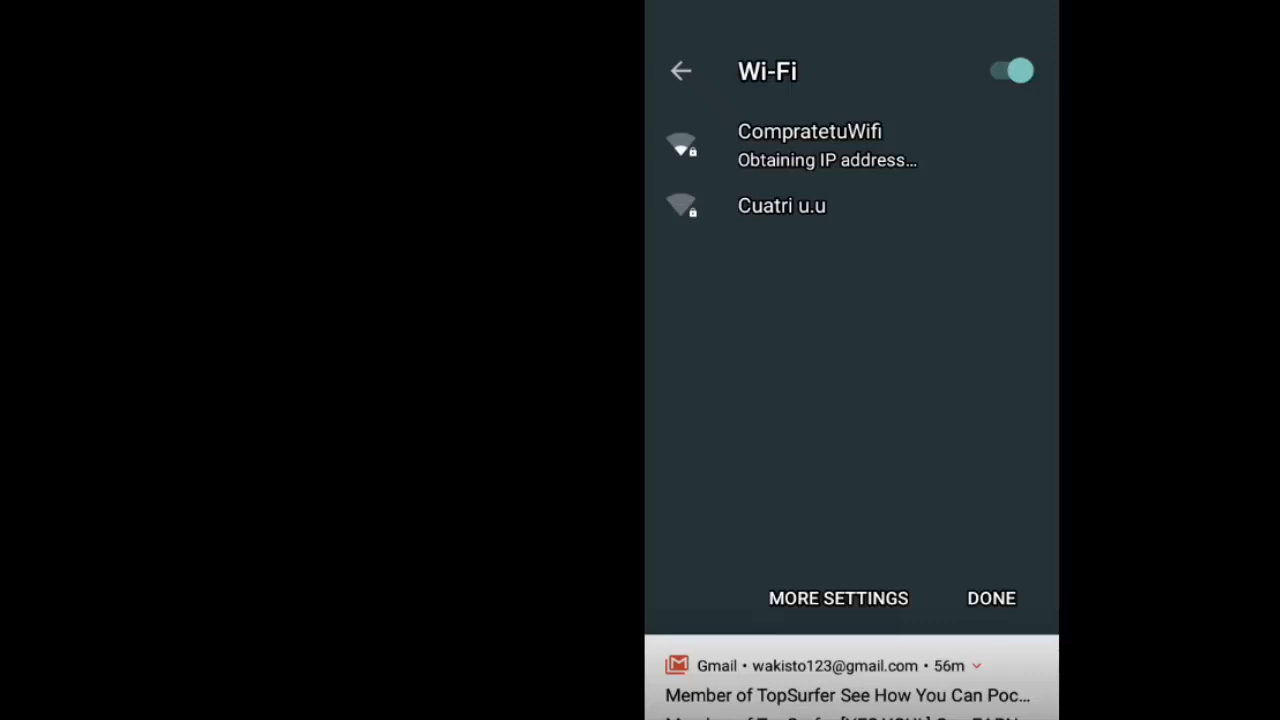 Wi-Fi
CompratetuWifi
Obtaining IP address...
Cuatri u.u
MORE SETTINGS
DONE
Gmail • wakisto123@gmail.com • 56m
Member of TopSurfer See How You Can Poc...